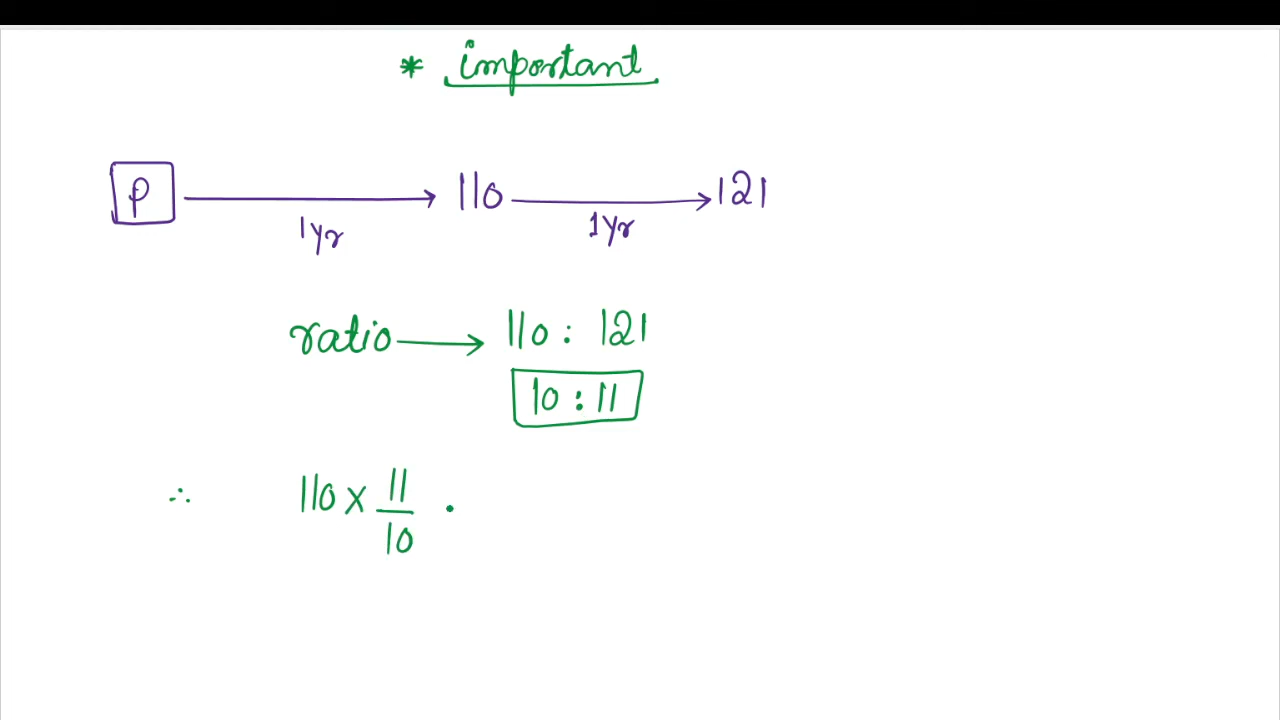 * important
P → 110 → 121
1yr 1yr
ratio → 110 : 121
10 : 11
∴ 110 x 11/10 .